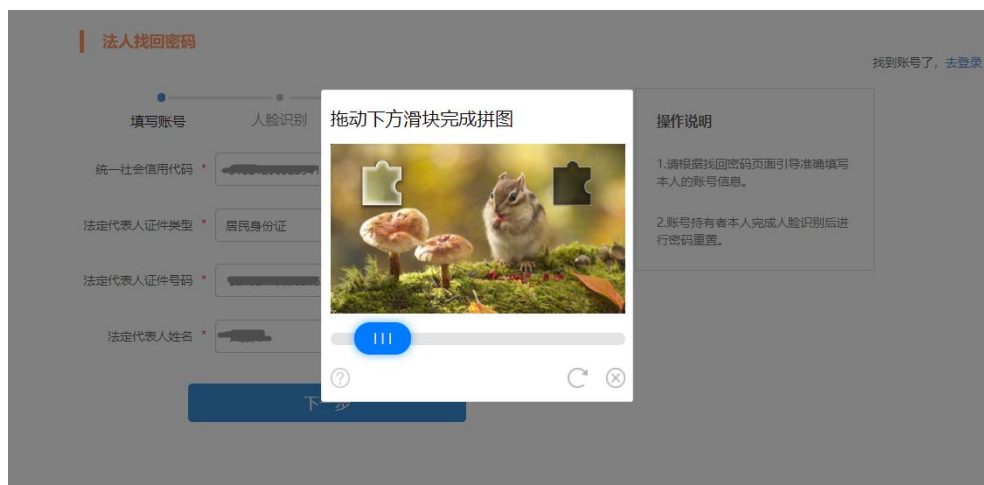 法人找回密码
找到账号了，去登录
填写账号
人脸识别
统一社会信用代码 *
法定代表人证件类型 *
居民身份证
法定代表人证件号码 *
法定代表人姓名 *
下一步
拖动下方滑块完成拼图
操作说明
1.请根据找回密码页面引导准确填写
本人的账号信息。
2.账号持有者本人完成人脸识别后进
行密码重置。